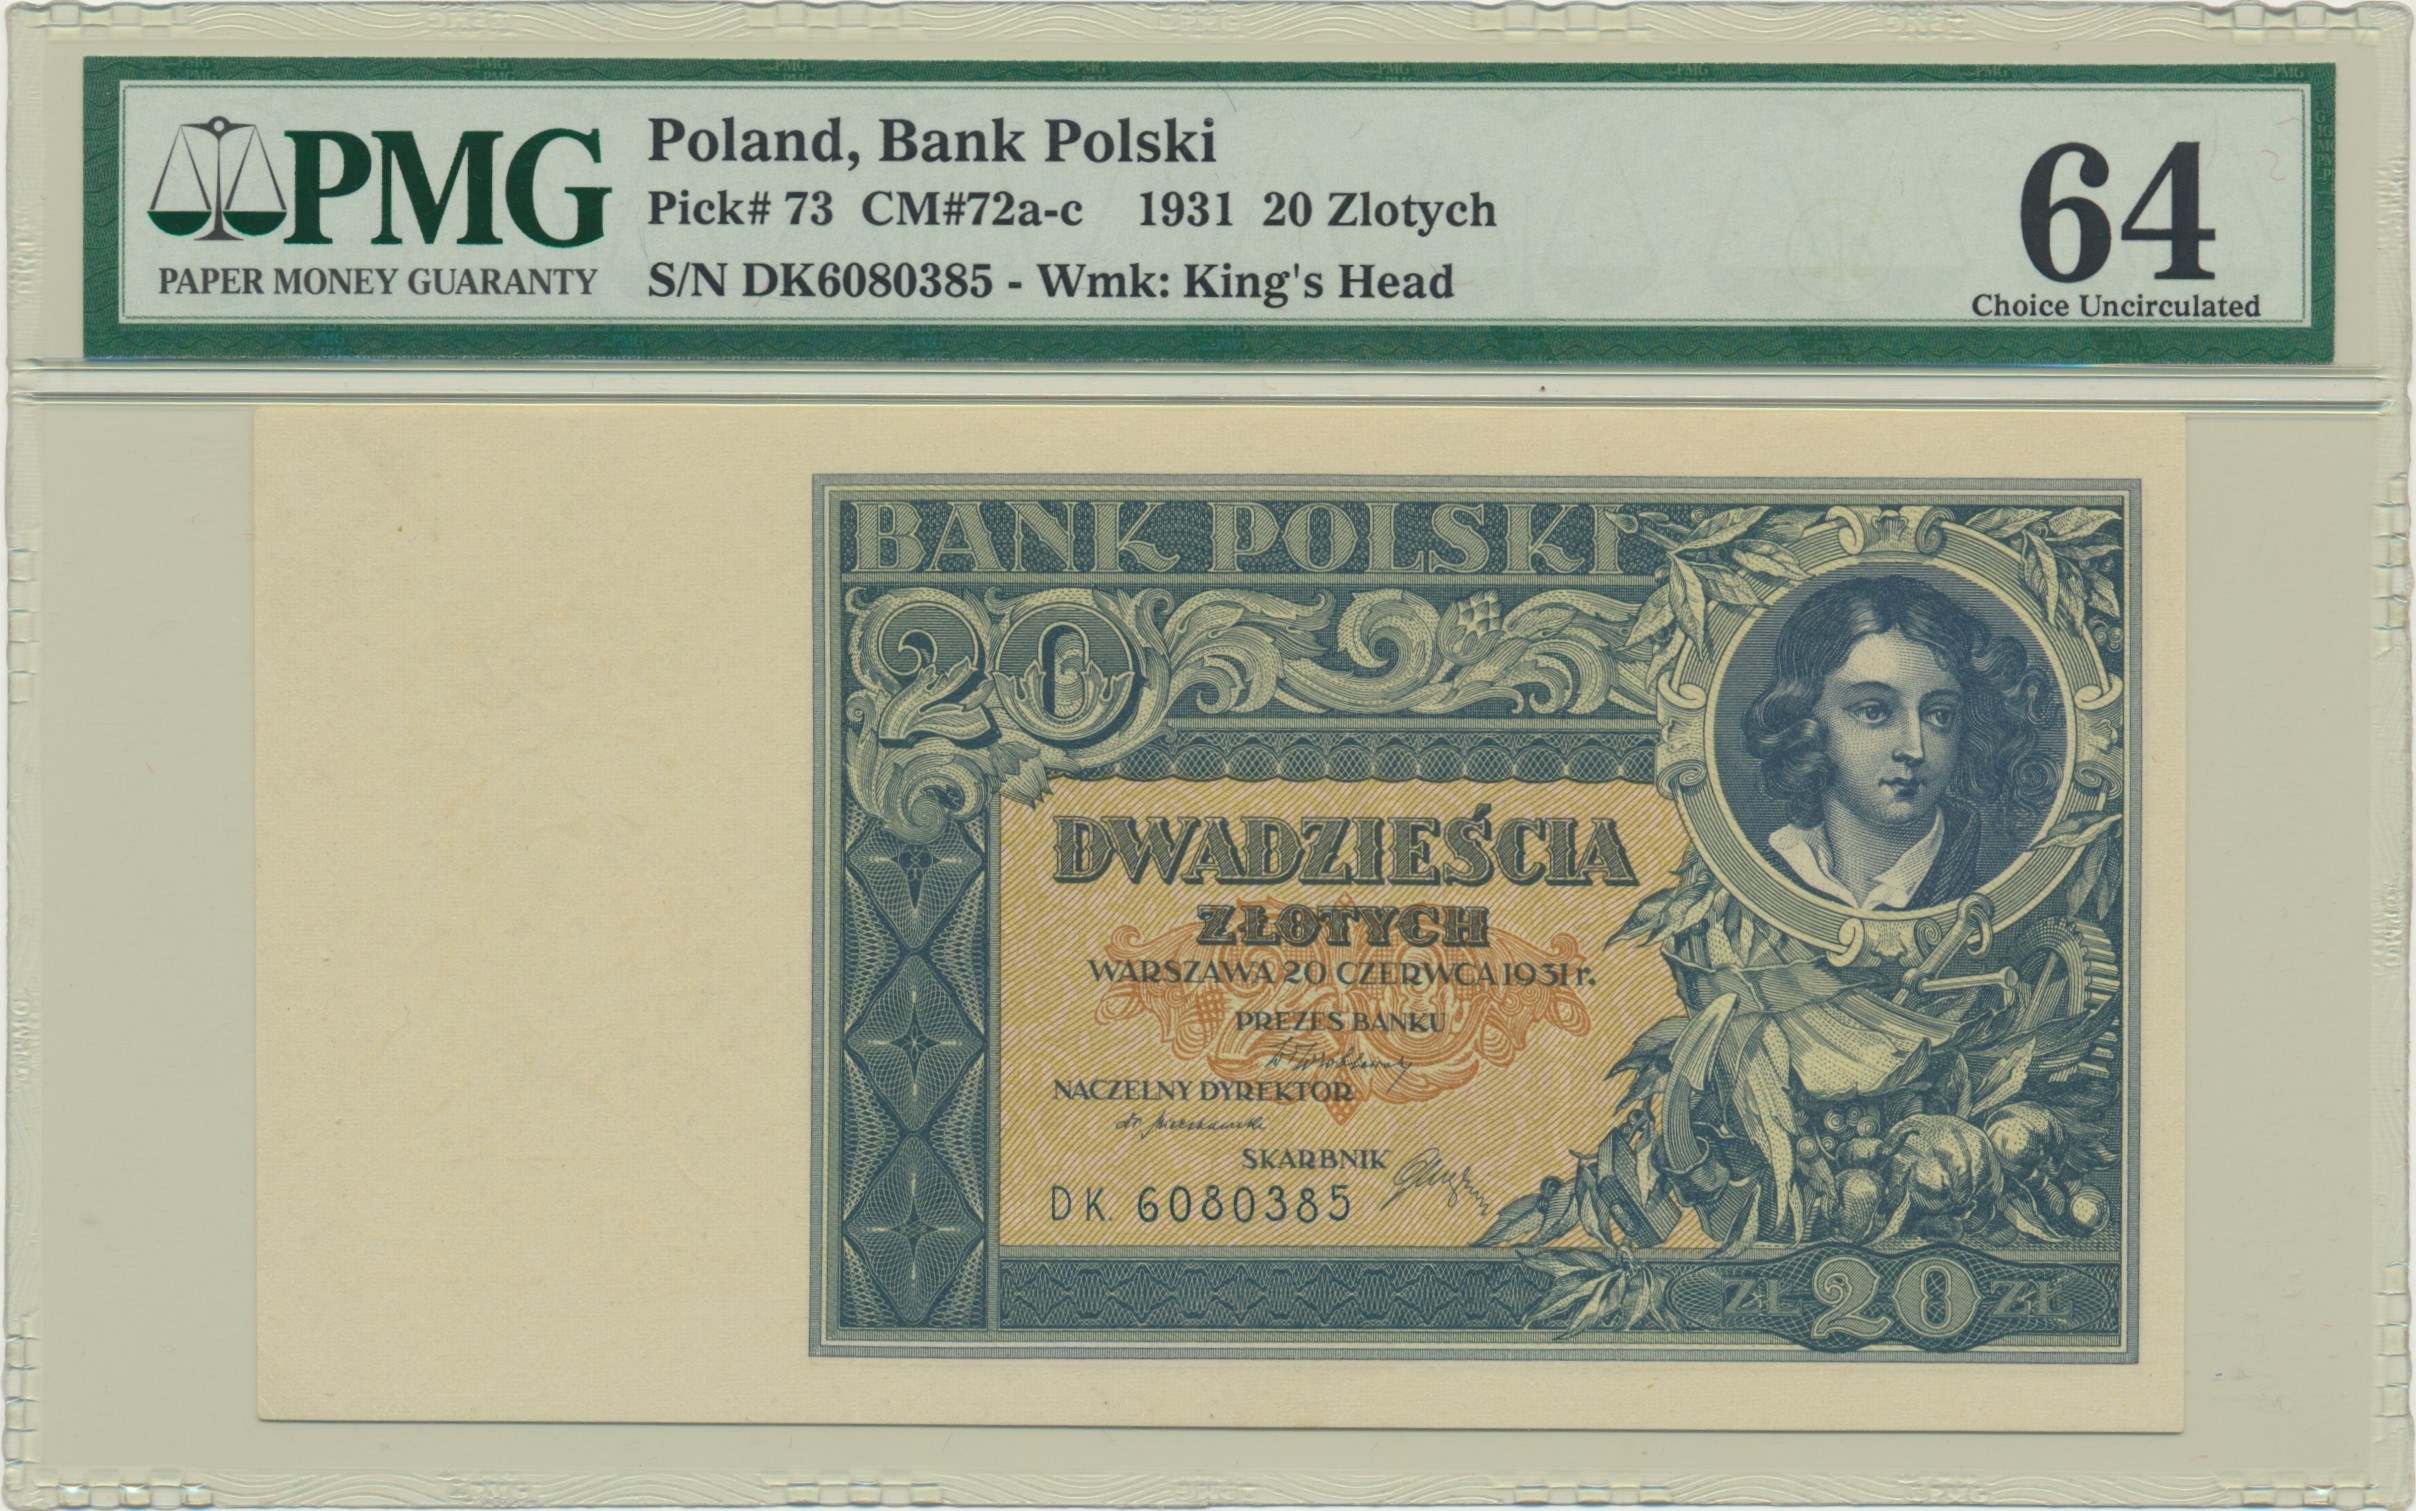 PMG
PAPER MONEY GUARANTY
Poland, Bank Polski
Pick# 73 CM#72a-c 1931 20 Zlotych
S/N DK6080385 - Wmk: King's Head
64
Choice Uncirculated
BANK POLSKI
20
DWADZIEŚCIA
ZŁOTYCH
WARSZAWA 20 CZERWCA 1931 r.
PREZES BANKU
NACZELNY DYREKTOR
SKARBNIK
DK. 6080385
ZŁ 20 ZŁ